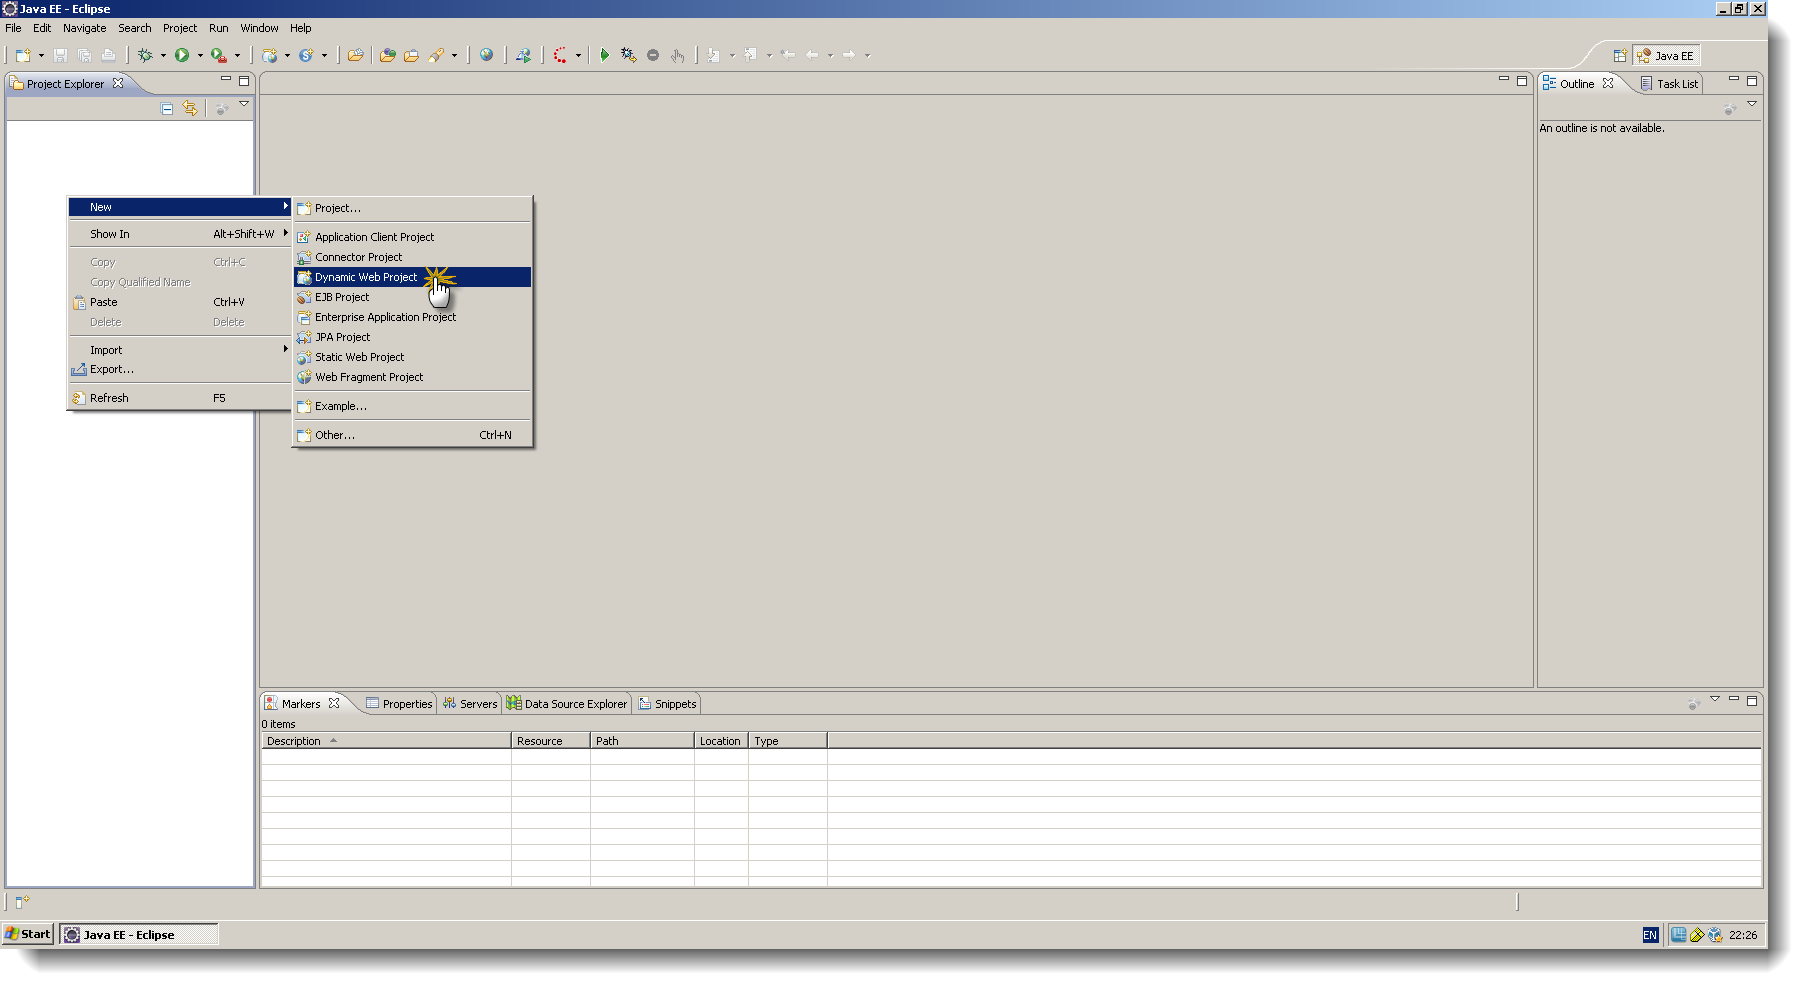 Java EE - Eclipse
File Edit Navigate Search Project Run Window Help
Java EE
Project Explorer
Outline
Task List
An outline is not available.
New
Show In Alt+Shift+W
Copy Ctrl+C
Copy Qualified Name
Paste Ctrl+V
Delete Delete
Import
Export...
Refresh F5
Project...
Application Client Project
Connector Project
Dynamic Web Project
EJB Project
Enterprise Application Project
JPA Project
Static Web Project
Web Fragment Project
Example...
Other... Ctrl+N
Markers Properties Servers Data Source Explorer Snippets
0 items
Description Resource Path Location Type
Start Java EE - Eclipse EN 22:26